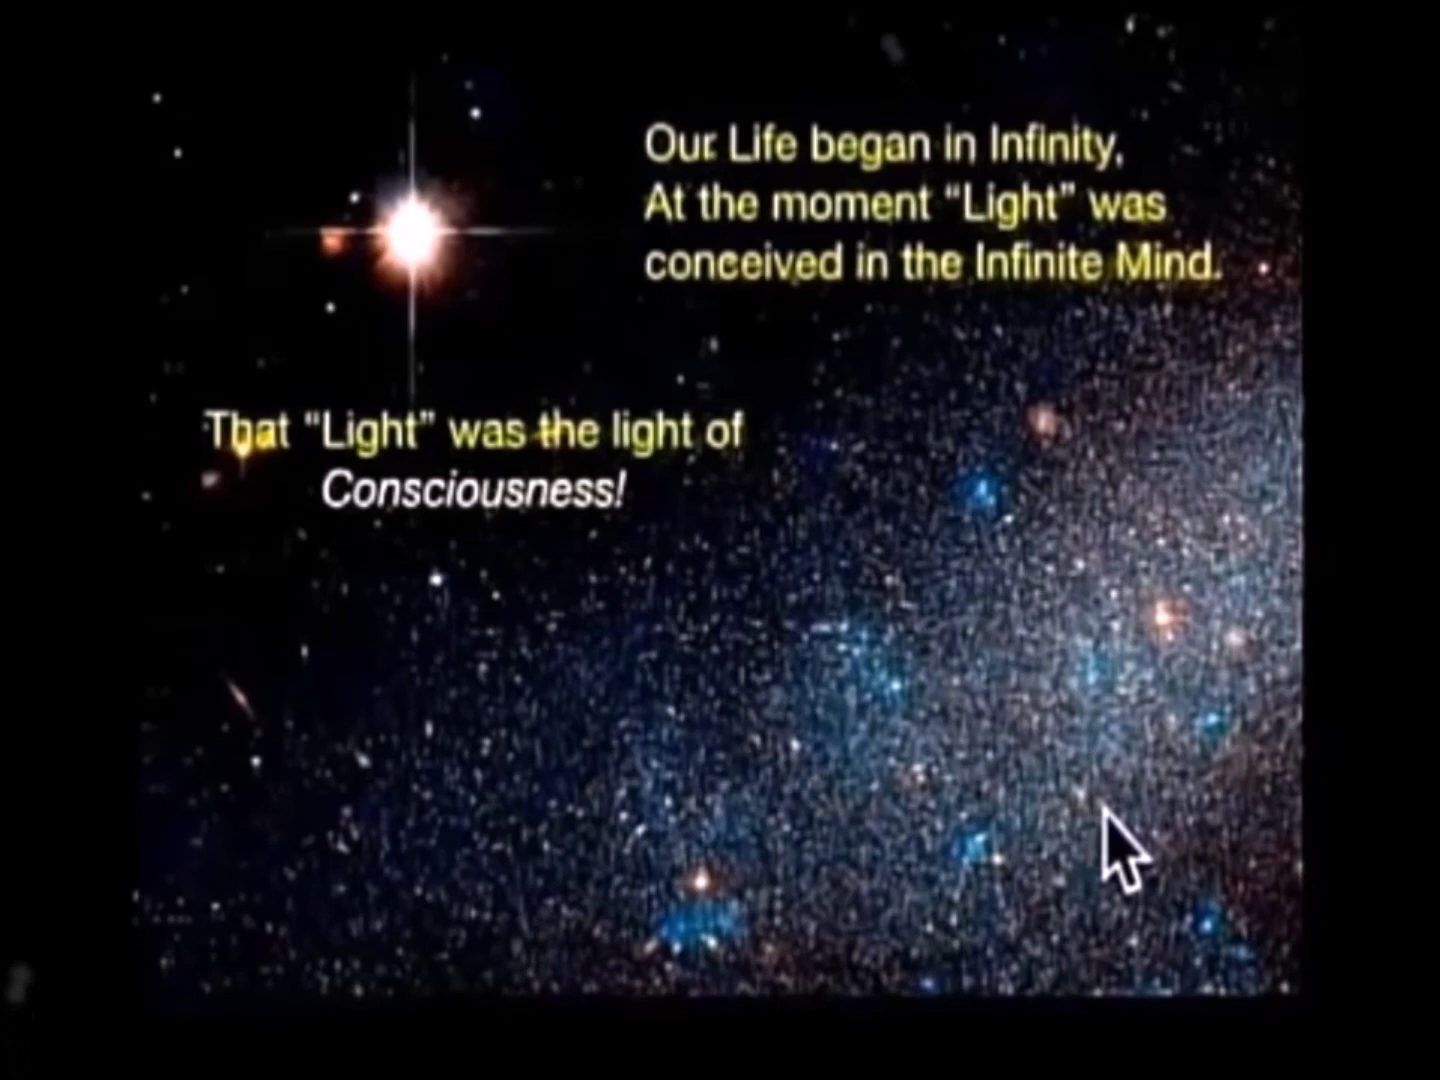 Our Life began in Infinity,
At the moment “Light” was
conceived in the Infinite Mind.
That “Light” was the light of
Consciousness!